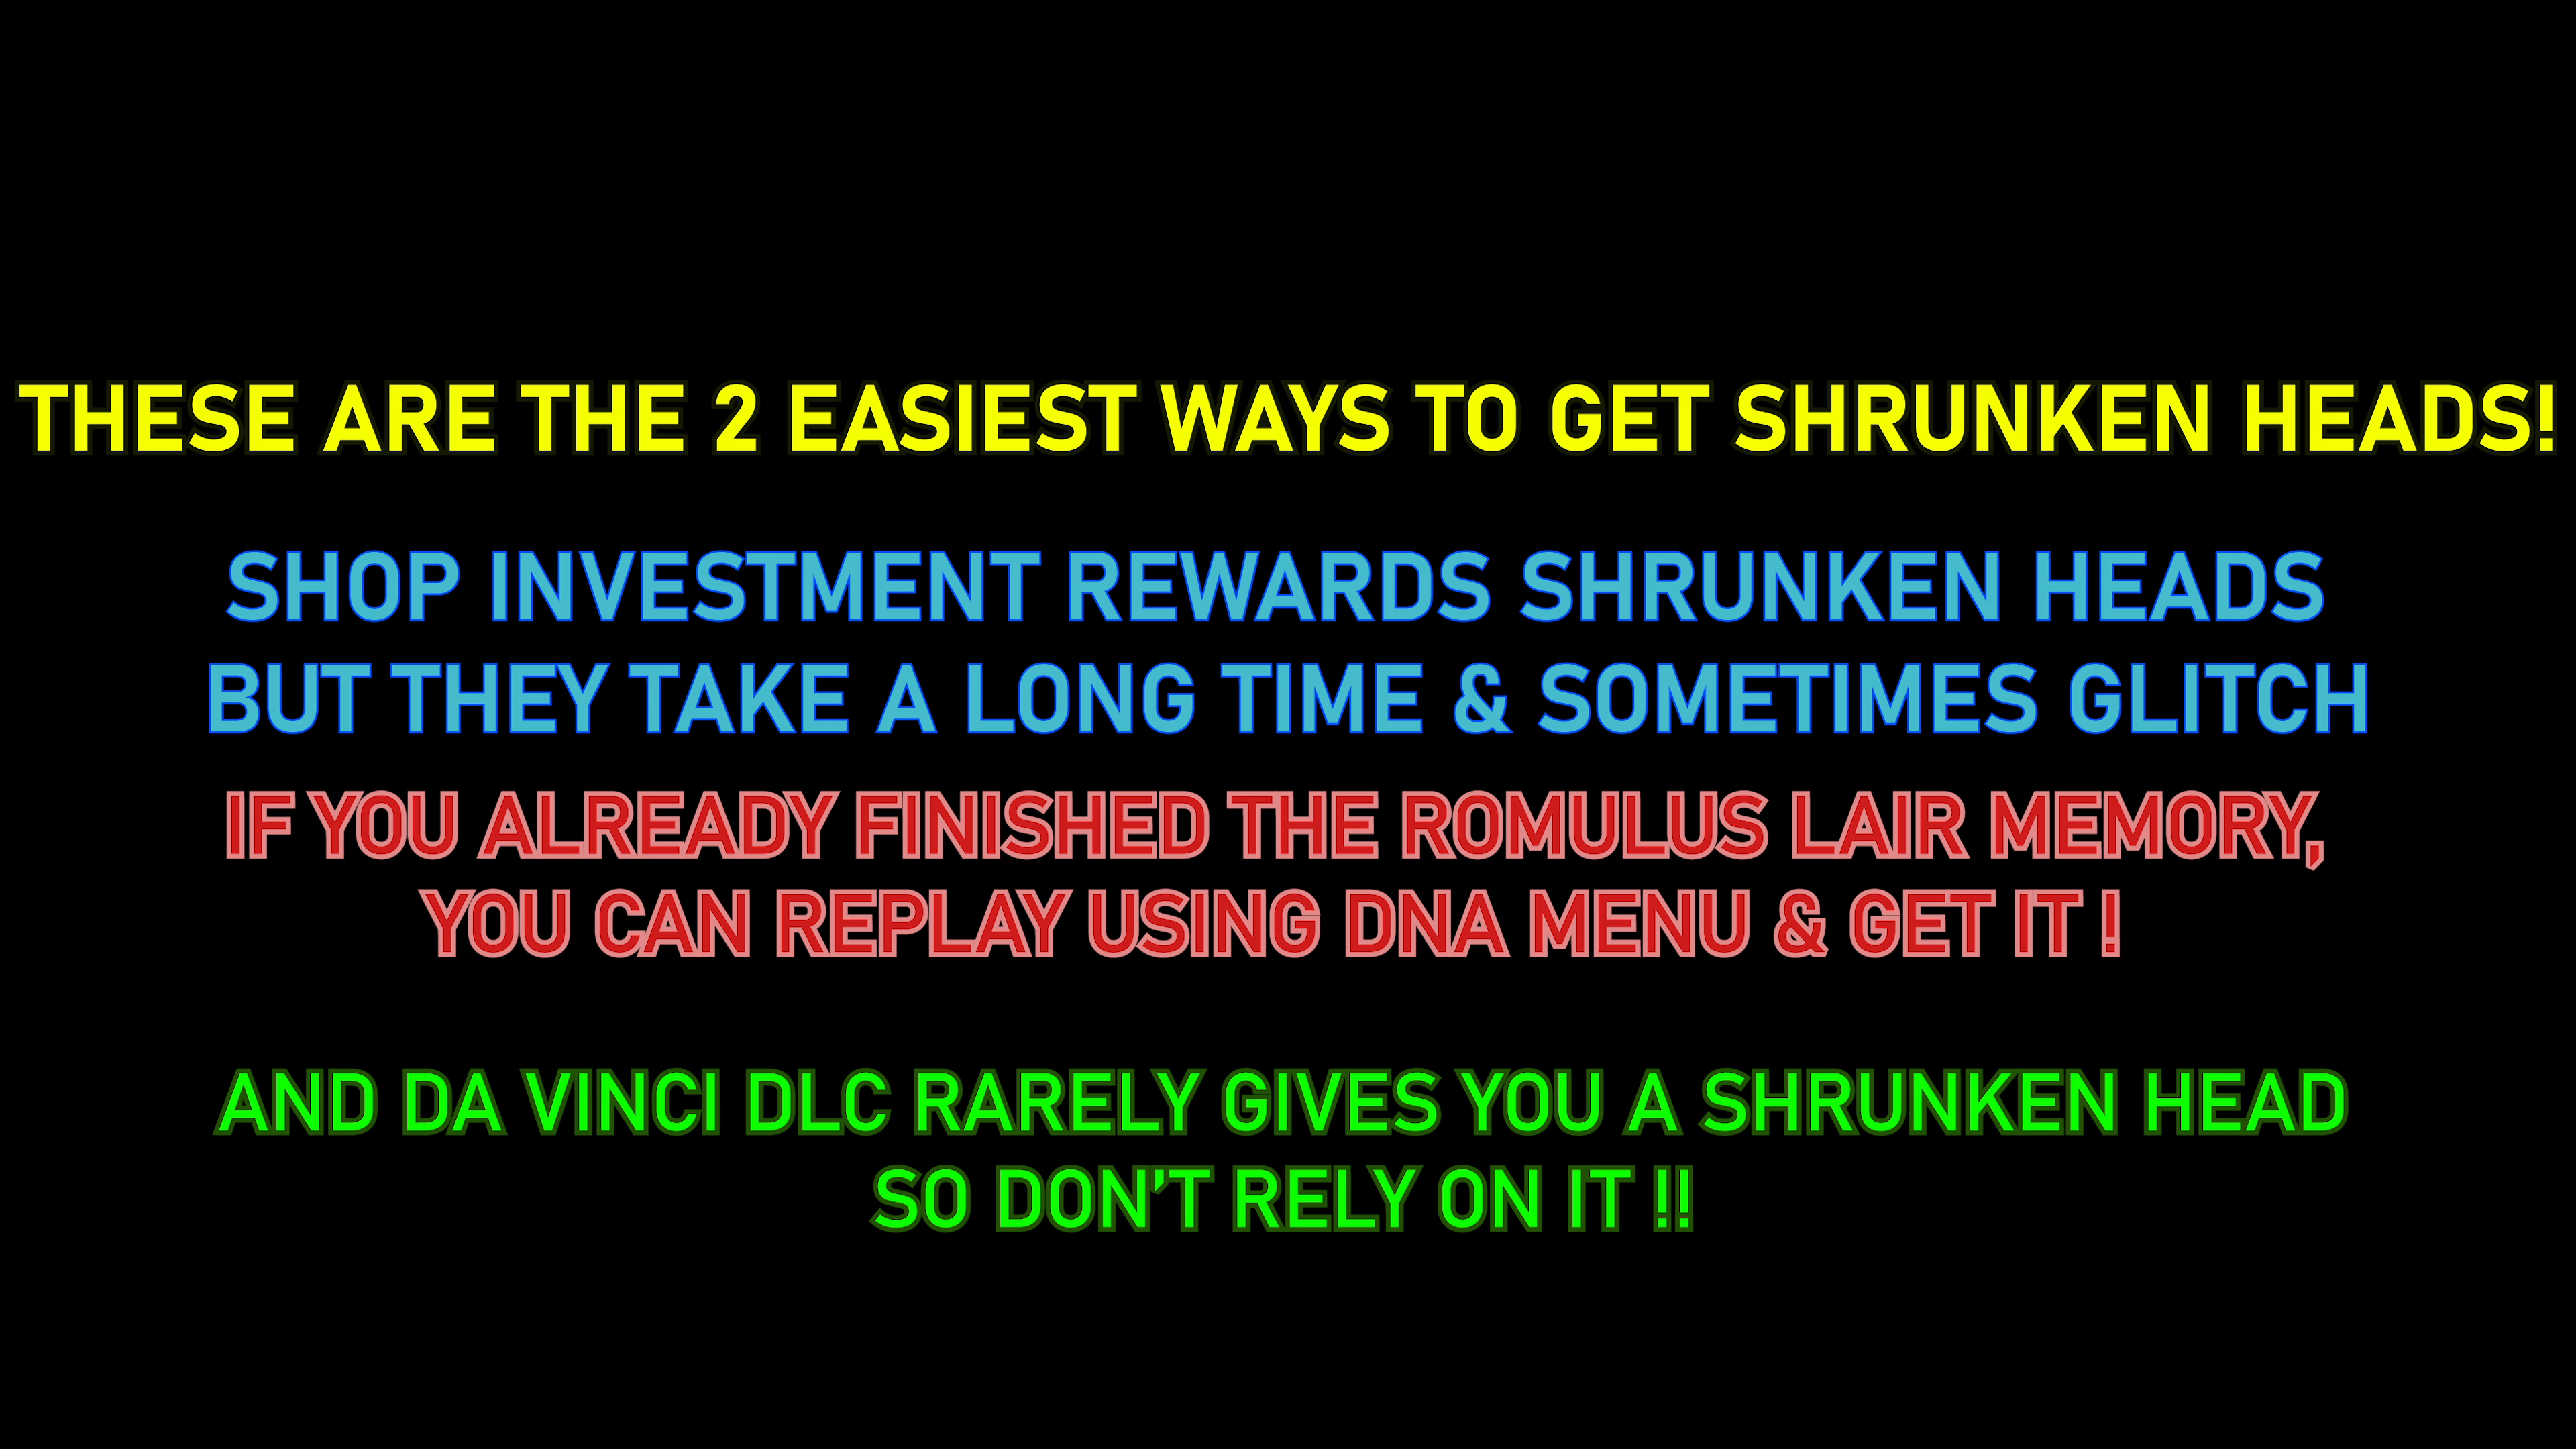 THESE ARE THE 2 EASIEST WAYS TO GET SHRUNKEN HEADS!
SHOP INVESTMENT REWARDS SHRUNKEN HEADS
BUT THEY TAKE A LONG TIME & SOMETIMES GLITCH
IF YOU ALREADY FINISHED THE ROMULUS LAIR MEMORY,
YOU CAN REPLAY USING DNA MENU & GET IT !
AND DA VINCI DLC RARELY GIVES YOU A SHRUNKEN HEAD
SO DON’T RELY ON IT !!